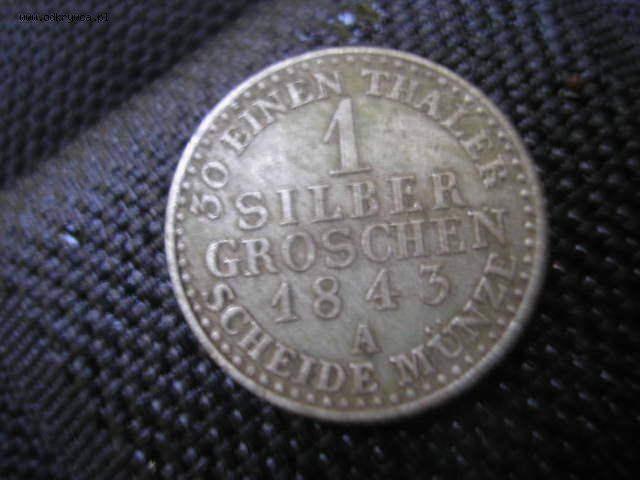 www.odkrywca.pl
30 EINEN THALER
1
SILBER
GROSCHEN
1843
A
SCHEIDE MÜNZE